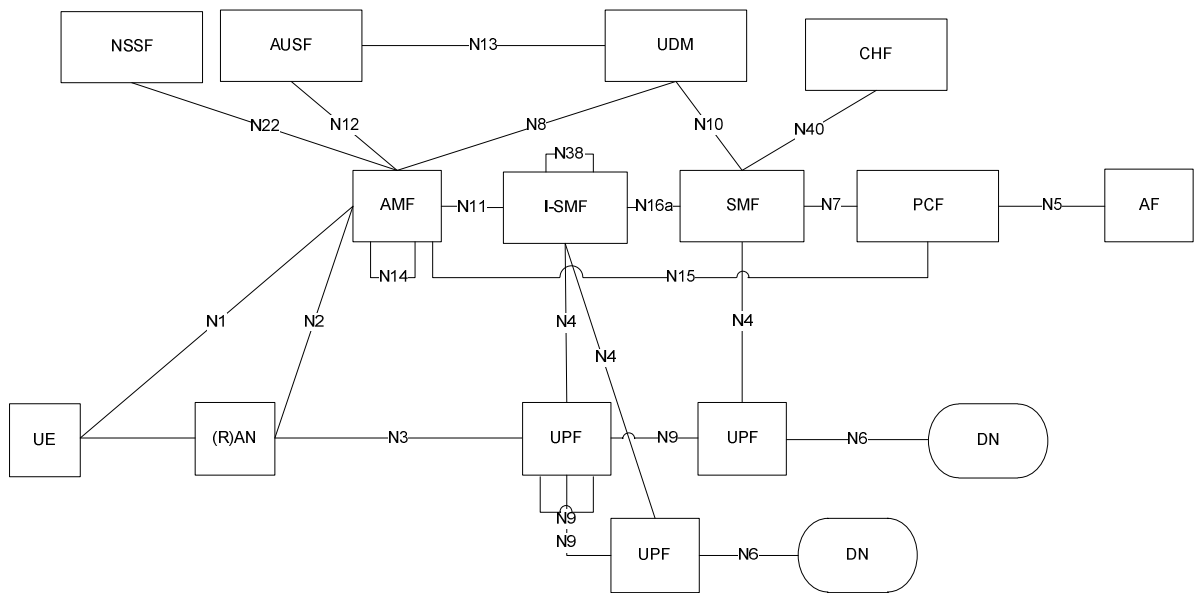 NSSF
AUSF
N13
UDM
CHF
N22
N12
N8
N10
N40
N38
AMF
N11
I-SMF
N16a
SMF
N7
PCF
N5
AF
N14
N15
N1
N2
N4
N4
N4
UE
(R)AN
N3
UPF
N9
UPF
N6
DN
N9
N9
UPF
N6
DN